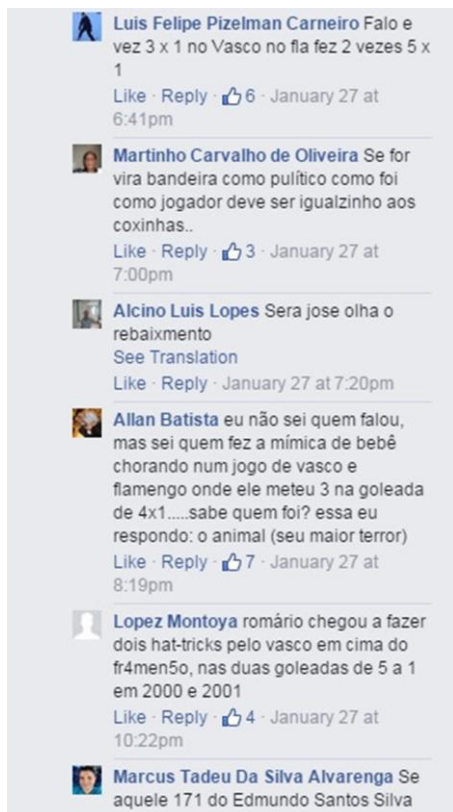 Luis Felipe Pizelman Carneiro Falo e
vez 3 x 1 no Vasco no fla fez 2 vezes 5 x
1
Like · Reply · 6 · January 27 at
6:41pm
Martinho Carvalho de Oliveira Se for
vira bandeira como pulítico como foi
como jogador deve ser igualzinho aos
coxinhas..
Like · Reply · 3 · January 27 at
7:00pm
Alcino Luis Lopes Sera jose olha o
rebaixmento
See Translation
Like · Reply · January 27 at 7:20pm
Allan Batista eu não sei quem falou,
mas sei quem fez a mímica de bebê
chorando num jogo de vasco e
flamengo onde ele meteu 3 na goleada
de 4x1.....sabe quem foi? essa eu
respondo: o animal (seu maior terror)
Like · Reply · 7 · January 27 at
8:19pm
Lopez Montoya romário chegou a fazer
dois hat-tricks pelo vasco em cima do
fr4men5o, nas duas goleadas de 5 a 1
em 2000 e 2001
Like · Reply · 4 · January 27 at
10:22pm
Marcus Tadeu Da Silva Alvarenga Se
aquele 171 do Edmundo Santos Silva